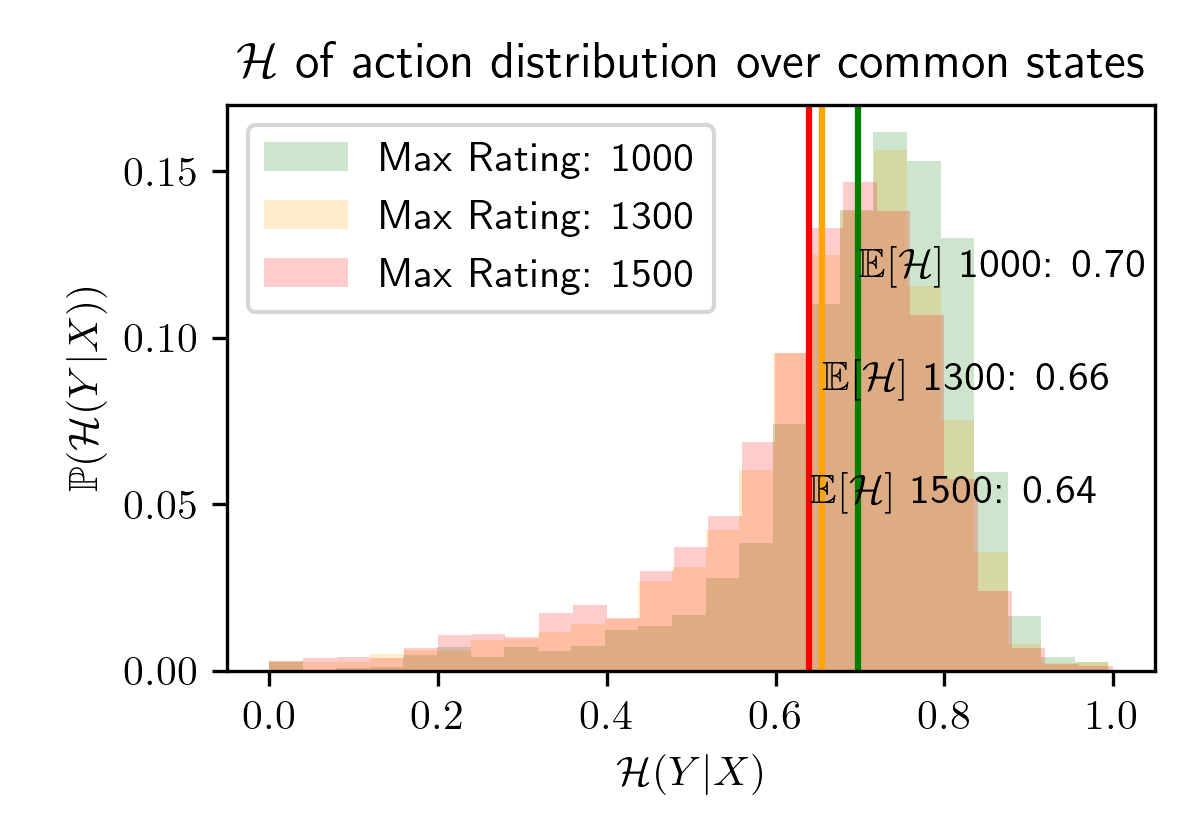 ℋ of action distribution over common states
Max Rating: 1000
Max Rating: 1300
Max Rating: 1500
𝔼[ℋ] 1000: 0.70
𝔼[ℋ] 1300: 0.66
𝔼[ℋ] 1500: 0.64
ℙ(ℋ(Y|X))
0.15
0.10
0.05
0.00
0.0 0.2 0.4 0.6 0.8 1.0
ℋ(Y|X)